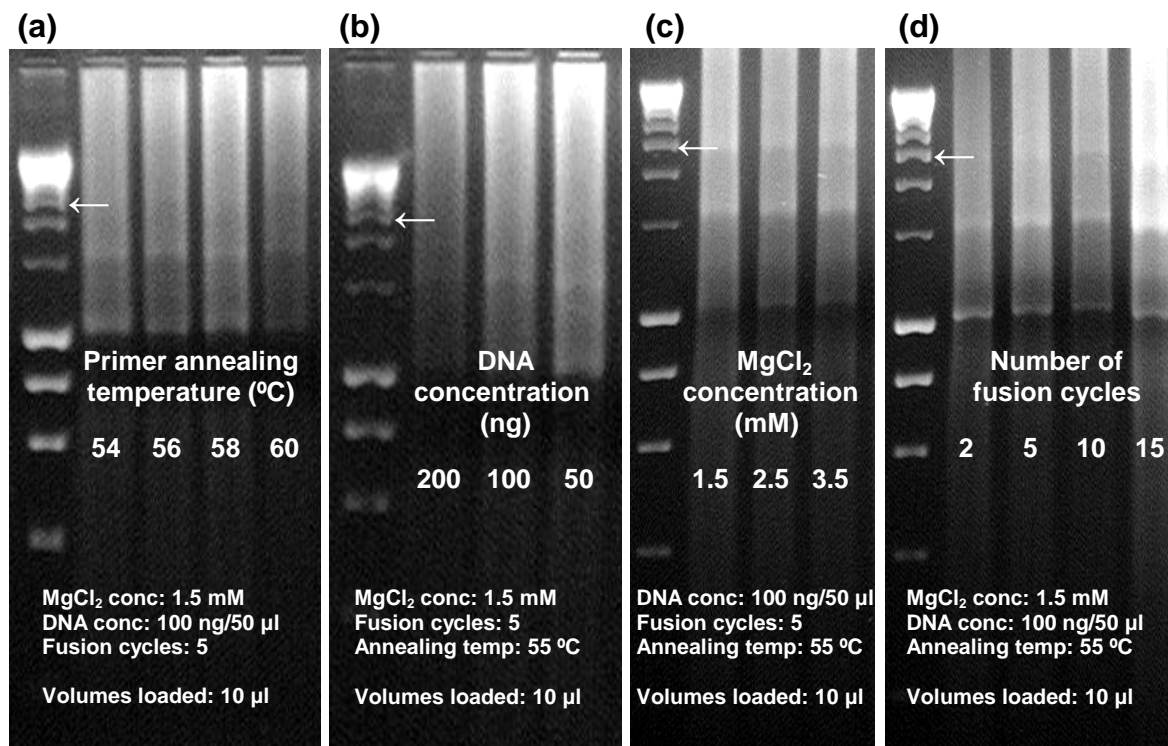 (a)
Primer annealing
temperature (ºC)
54 56 58 60
MgCl₂ conc: 1.5 mM
DNA conc: 100 ng/50 µl
Fusion cycles: 5
Volumes loaded: 10 µl
(b)
DNA
concentration
(ng)
200 100 50
MgCl₂ conc: 1.5 mM
Fusion cycles: 5
Annealing temp: 55 ºC
Volumes loaded: 10 µl
(c)
MgCl₂
concentration
(mM)
1.5 2.5 3.5
DNA conc: 100 ng/50 µl
Fusion cycles: 5
Annealing temp: 55 ºC
Volumes loaded: 10 µl
(d)
Number of
fusion cycles
2 5 10 15
MgCl₂ conc: 1.5 mM
DNA conc: 100 ng/50 µl
Annealing temp: 55 ºC
Volumes loaded: 10 µl